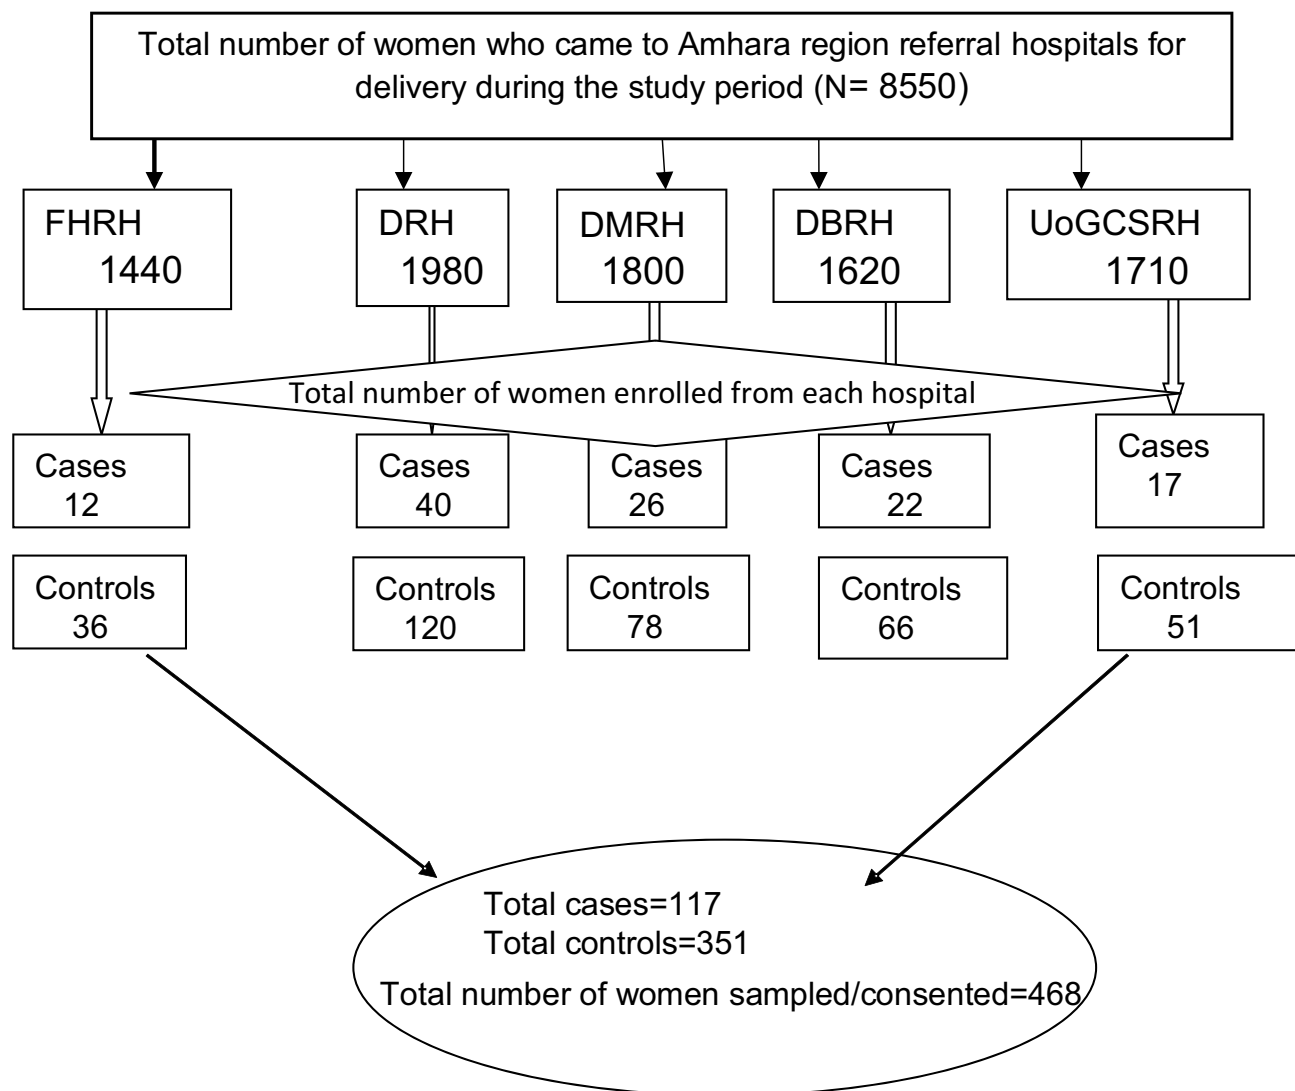 Total number of women who came to Amhara region referral hospitals for
delivery during the study period (N= 8550)
FHRH
1440
DRH
1980
DMRH
1800
DBRH
1620
UoGCSRH
1710
Total number of women enrolled from each hospital
Cases
12
Cases
40
Cases
26
Cases
22
Cases
17
Controls
36
Controls
120
Controls
78
Controls
66
Controls
51
Total cases=117
Total controls=351
Total number of women sampled/consented=468